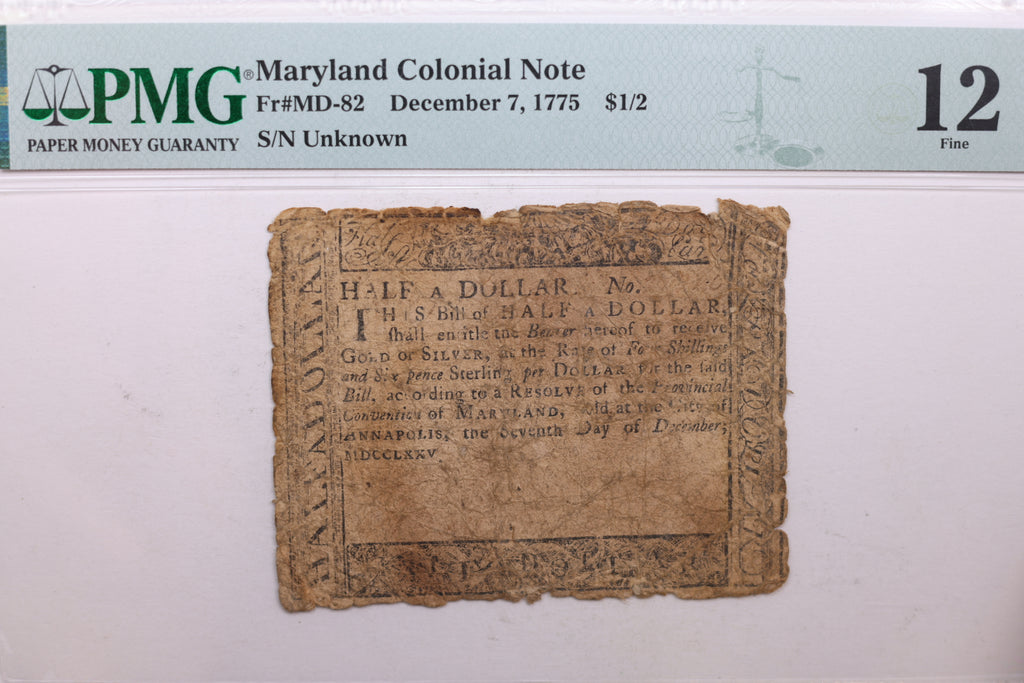 PMG®
PAPER MONEY GUARANTY
Maryland Colonial Note
Fr#MD-82 December 7, 1775 $1/2
S/N Unknown
12
Fine
Half
HALF A DOLLAR. No.
THIS Bill of HALF A DOLLAR,
shall entitle the Bearer hereof to receive
GOLD or SILVER, at the Rate of Four Shillings
and Six pence Sterling per DOLLAR for the said
Bill, according to a RESOLVE of the Provincial
Convention of MARYLAND, held at the City of
ANNAPOLIS, the Seventh Day of December,
MDCCLXXV
HALF A DOLLAR